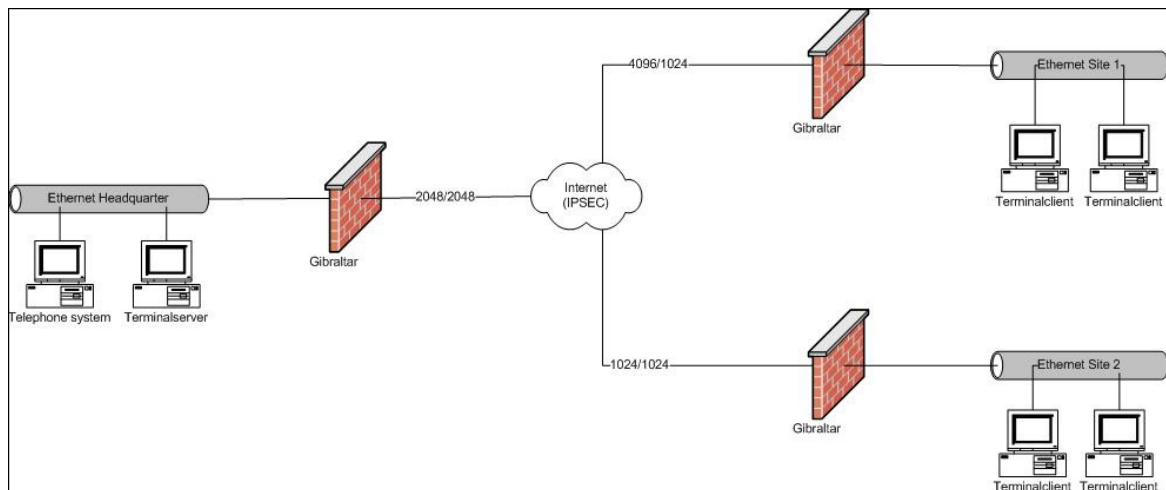 4096/1024
Ethernet Site 1
Gibraltar
Terminalclient
Terminalclient
Ethernet Headquarter
2048/2048
Internet
(IPSEC)
Gibraltar
Telephone system
Terminalserver
1024/1024
Ethernet Site 2
Gibraltar
Terminalclient
Terminalclient